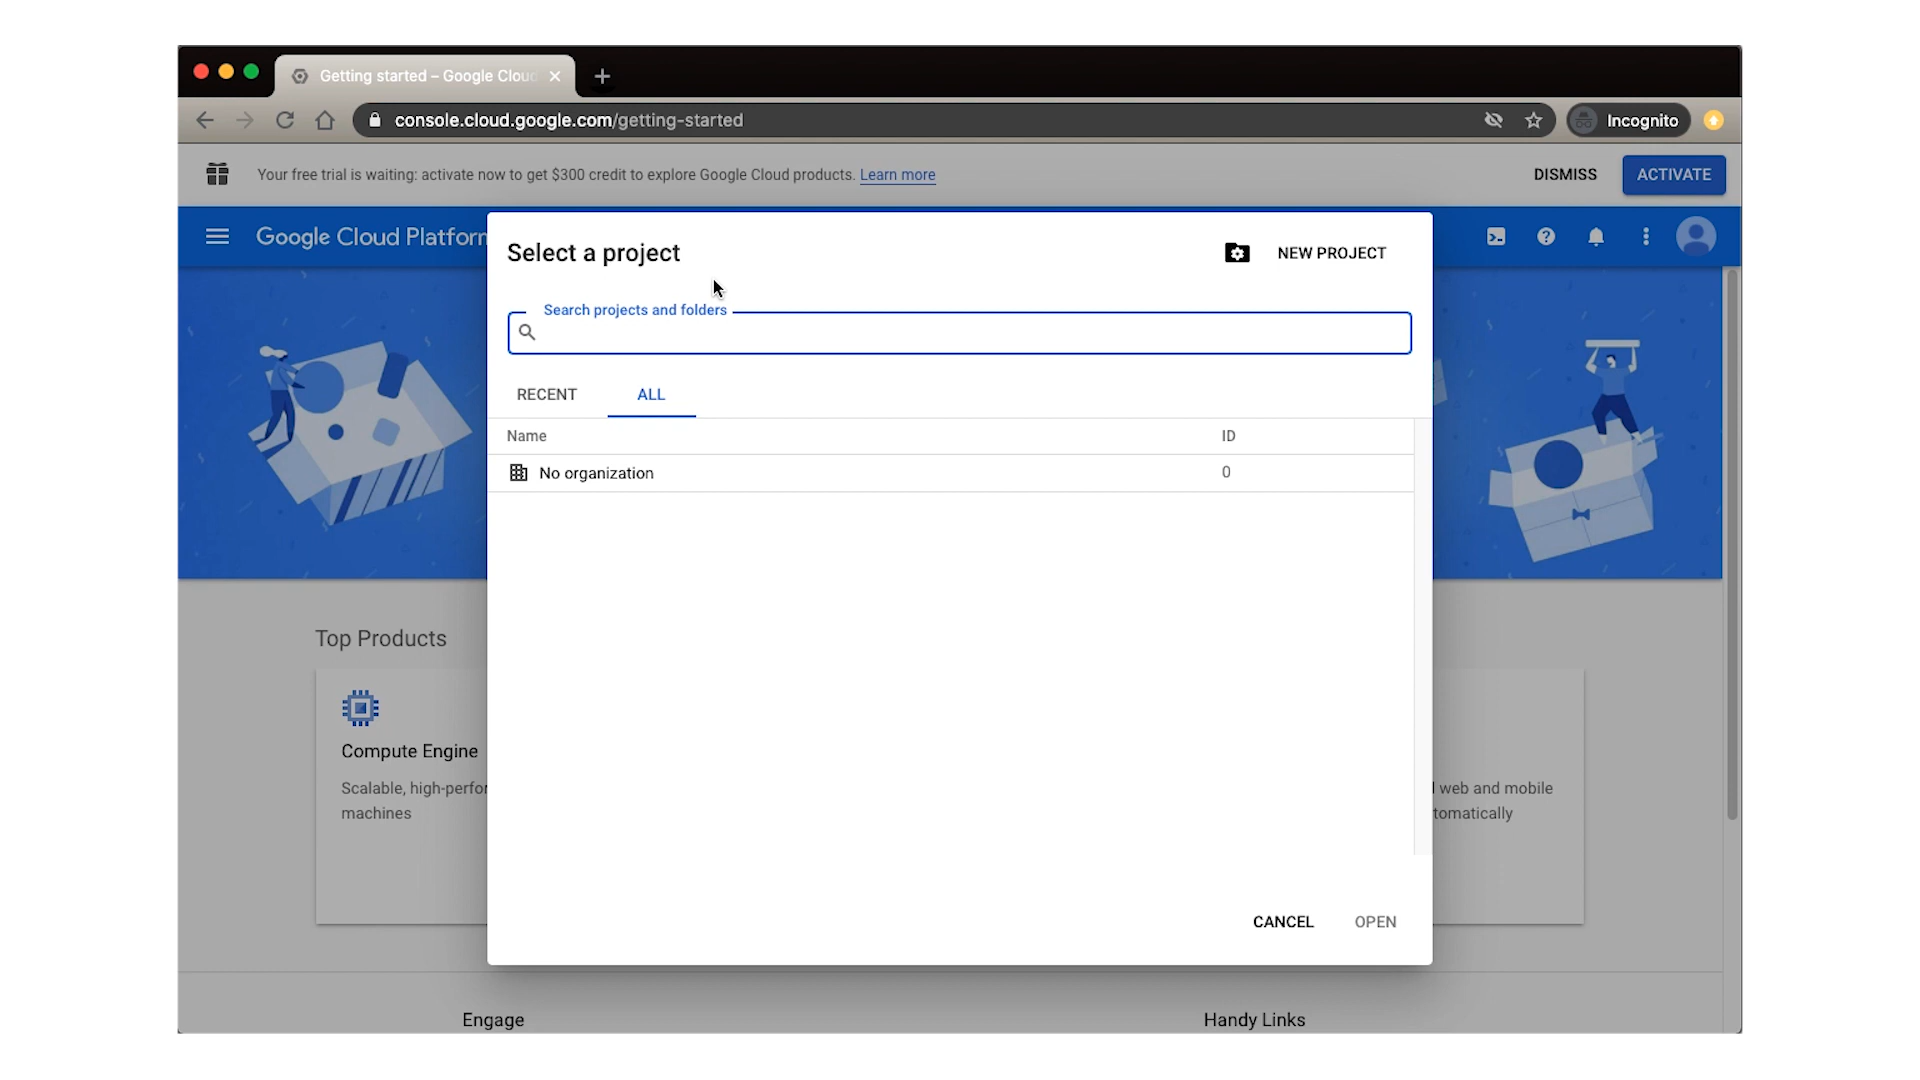 Getting started – Google Cloud
console.cloud.google.com/getting-started
Incognito
Your free trial is waiting: activate now to get $300 credit to explore Google Cloud products. Learn more
DISMISS
ACTIVATE
Google Cloud Platform
Select a project
NEW PROJECT
Search projects and folders
RECENT
ALL
Name
ID
No organization
0
Top Products
Compute Engine
Scalable, high-perfor
machines
web and mobile
tomatically
CANCEL
OPEN
Engage
Handy Links